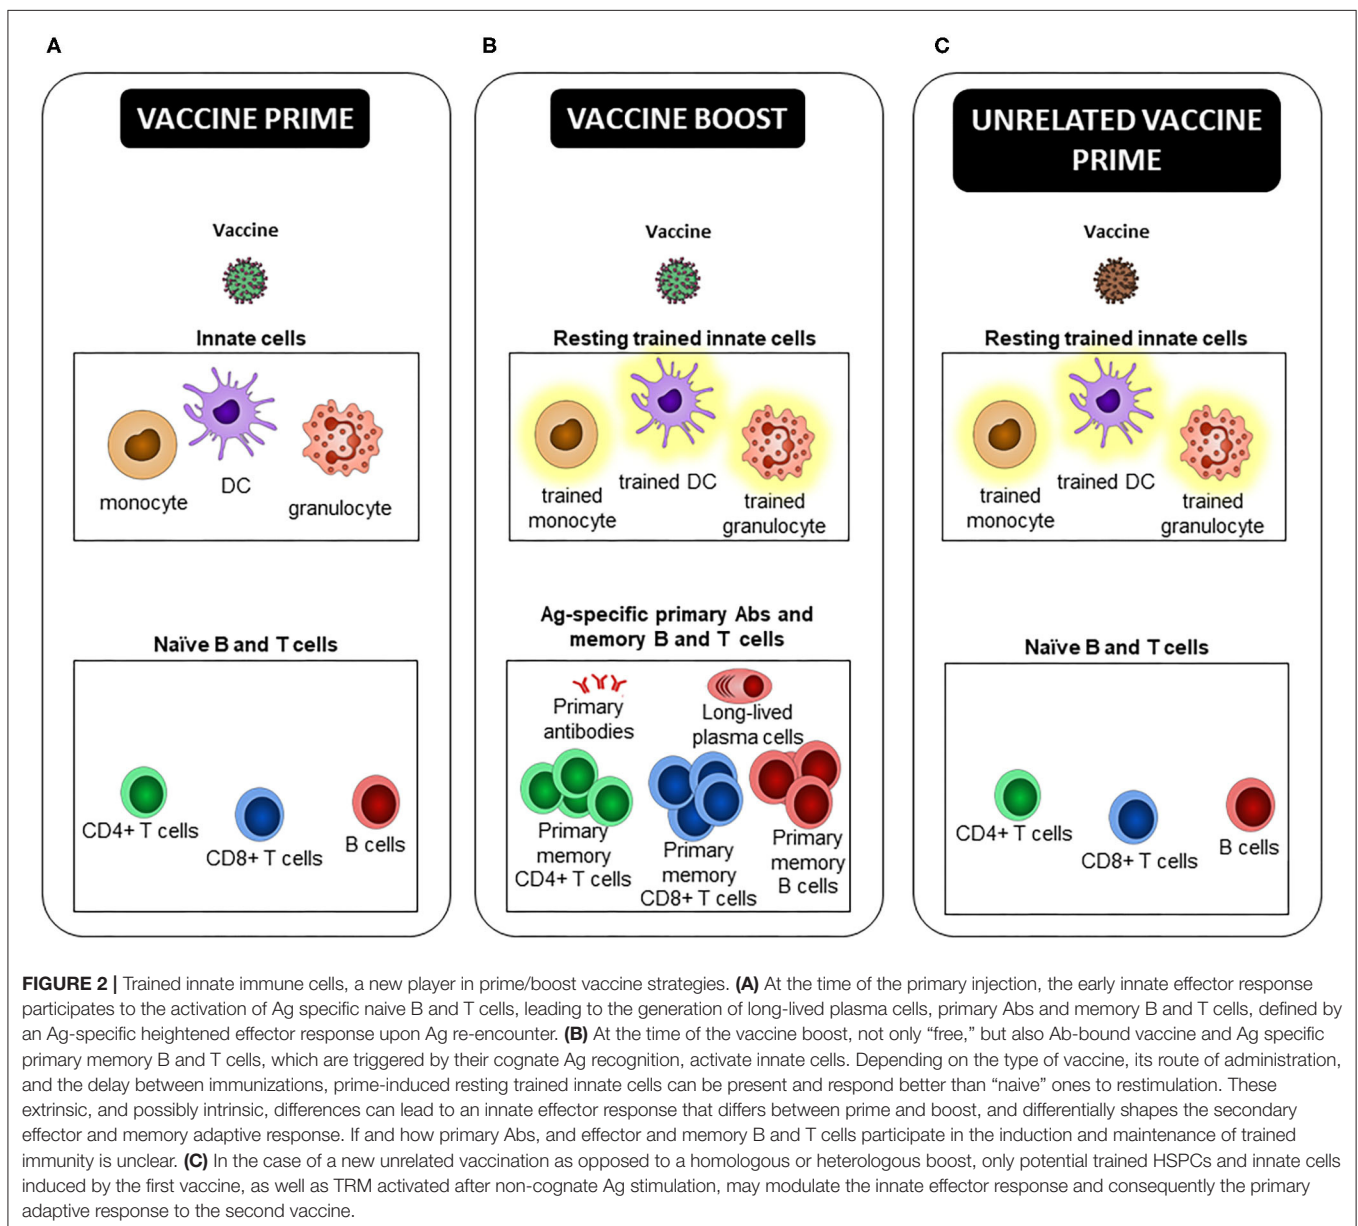 A
B
C
VACCINE PRIME
Vaccine
Innate cells
monocyte
DC
granulocyte
Naïve B and T cells
CD4+ T cells
CD8+ T cells
B cells
VACCINE BOOST
Vaccine
Resting trained innate cells
trained
monocyte
trained DC
trained
granulocyte
Ag-specific primary Abs and
memory B and T cells
Primary
antibodies
Long-lived
plasma cells
Primary
memory
CD4+ T cells
Primary
memory
CD8+ T cells
Primary
memory
B cells
UNRELATED VACCINE
PRIME
Vaccine
Resting trained innate cells
trained
monocyte
trained DC
trained
granulocyte
Naïve B and T cells
CD4+ T cells
CD8+ T cells
B cells
FIGURE 2 | Trained innate immune cells, a new player in prime/boost vaccine strategies. (A) At the time of the primary injection, the early innate effector response
participates to the activation of Ag specific naive B and T cells, leading to the generation of long-lived plasma cells, primary Abs and memory B and T cells, defined by
an Ag-specific heightened effector response upon Ag re-encounter. (B) At the time of the vaccine boost, not only “free,” but also Ab-bound vaccine and Ag specific
primary memory B and T cells, which are triggered by their cognate Ag recognition, activate innate cells. Depending on the type of vaccine, its route of administration,
and the delay between immunizations, prime-induced resting trained innate cells can be present and respond better than “naive” ones to restimulation. These
extrinsic, and possibly intrinsic, differences can lead to an innate effector response that differs between prime and boost, and differentially shapes the secondary
effector and memory adaptive response. If and how primary Abs, and effector and memory B and T cells participate in the induction and maintenance of trained
immunity is unclear. (C) In the case of a new unrelated vaccination as opposed to a homologous or heterologous boost, only potential trained HSPCs and innate cells
induced by the first vaccine, as well as TRM activated after non-cognate Ag stimulation, may modulate the innate effector response and consequently the primary
adaptive response to the second vaccine.